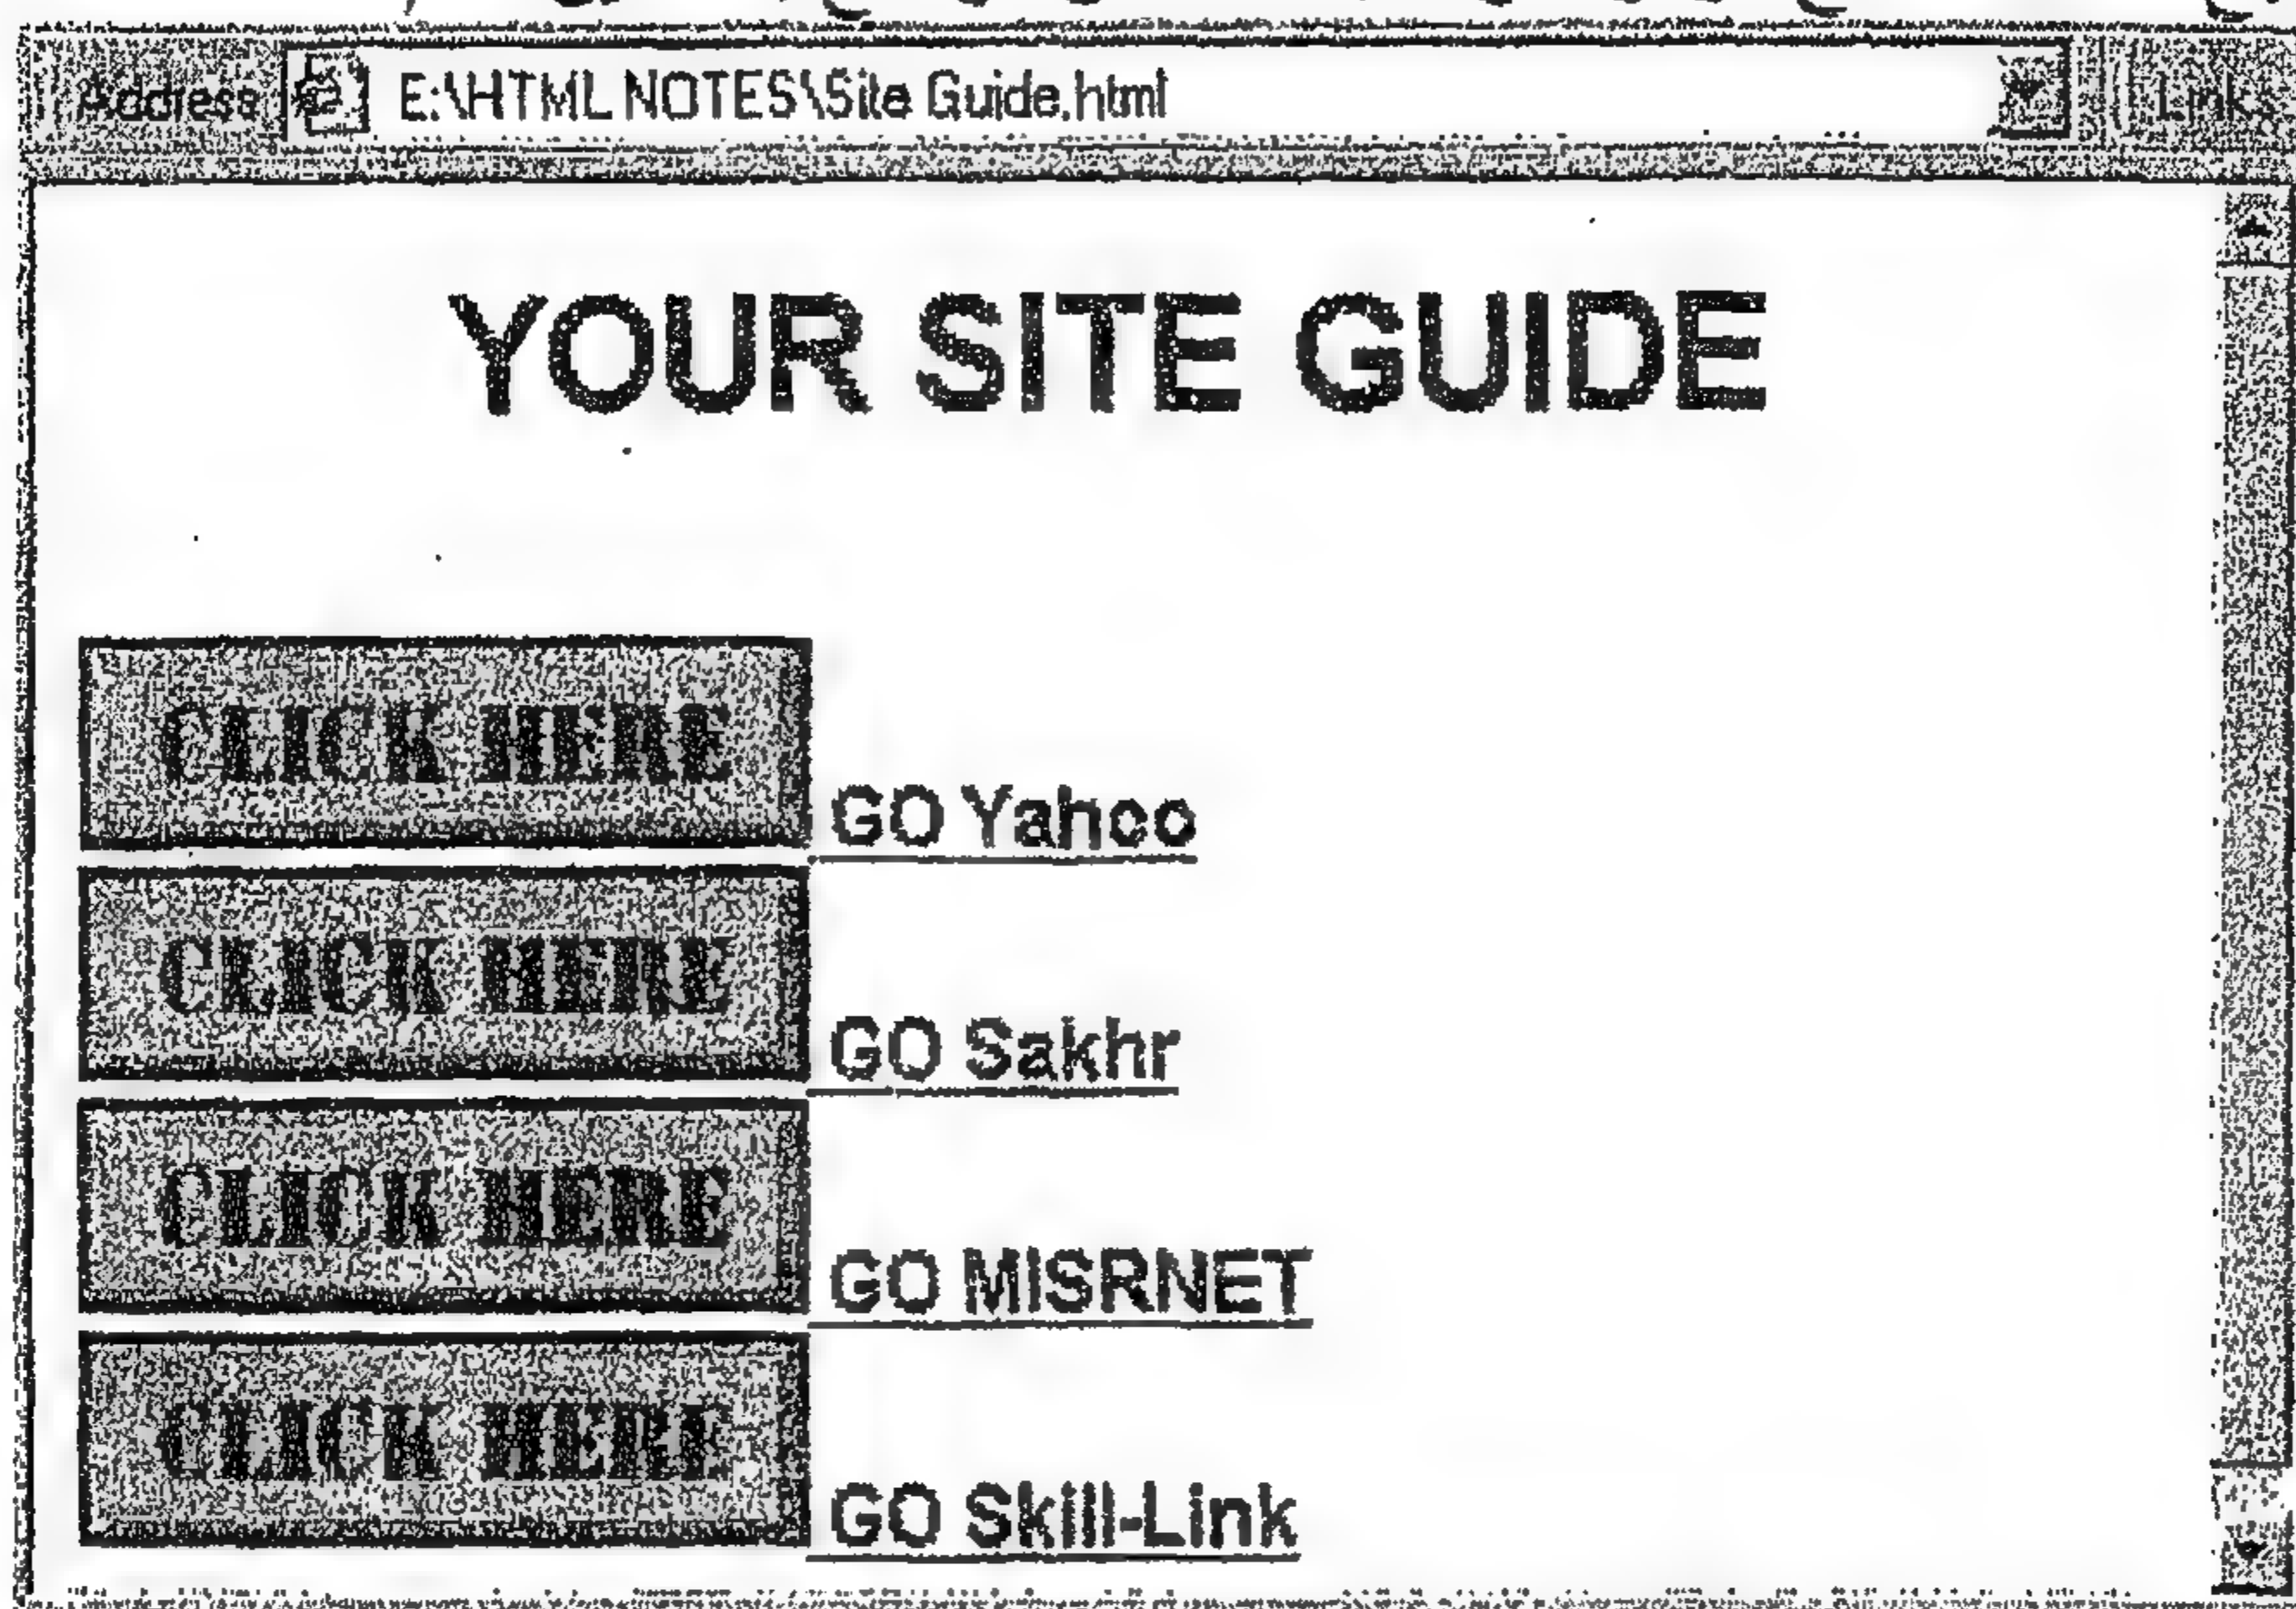 Address E:\HTML NOTES\Site Guide.html Links
YOUR SITE GUIDE
CLICK HERE GO Yahoo
CLICK HERE GO Sakhr
CLICK HERE GO MISRNET
CLICK HERE GO Skill-Link